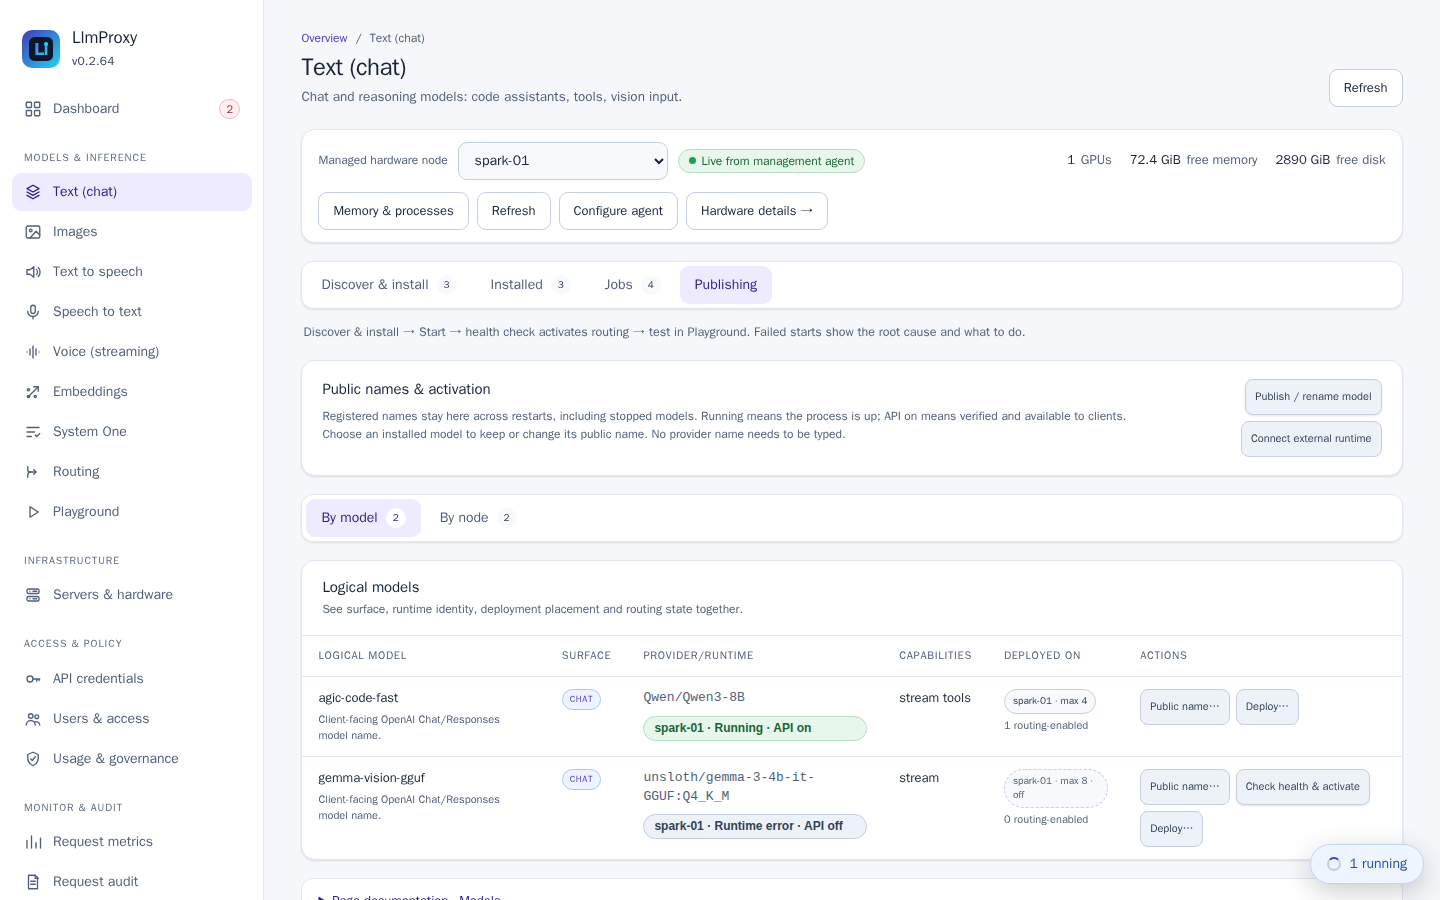 LlmProxy
v0.2.64
Dashboard
2
MODELS & INFERENCE
Text (chat)
Images
Text to speech
Speech to text
Voice (streaming)
Embeddings
System One
Routing
Playground
INFRASTRUCTURE
Servers & hardware
ACCESS & POLICY
API credentials
Users & access
Usage & governance
MONITOR & AUDIT
Request metrics
Request audit
Overview / Text (chat)
Text (chat)
Chat and reasoning models: code assistants, tools, vision input.
Refresh
Managed hardware node spark-01 Live from management agent 1 GPUs 72.4 GiB free memory 2890 GiB free disk
Memory & processes Refresh Configure agent Hardware details →
Discover & install 3 Installed 3 Jobs 4 Publishing
Discover & install → Start → health check activates routing → test in Playground. Failed starts show the root cause and what to do.
Public names & activation
Registered names stay here across restarts, including stopped models. Running means the process is up; API on means verified and available to clients.
Choose an installed model to keep or change its public name. No provider name needs to be typed.
Publish / rename model
Connect external runtime
By model 2 By node 2
Logical models
See surface, runtime identity, deployment placement and routing state together.
LOGICAL MODEL SURFACE PROVIDER/RUNTIME CAPABILITIES DEPLOYED ON ACTIONS
agic-code-fast
Client-facing OpenAI Chat/Responses
model name.
CHAT
Qwen/Qwen3-8B
spark-01 · Running · API on
stream tools
spark-01 · max 4
1 routing-enabled
Public name··· Deploy···
gemma-vision-gguf
Client-facing OpenAI Chat/Responses
model name.
CHAT
unsloth/gemma-3-4b-it-
GGUF:Q4_K_M
spark-01 · Runtime error · API off
stream
spark-01 · max 8 ·
off
0 routing-enabled
Public name··· Check health & activate
Deploy···
1 running
Page documentation · Models